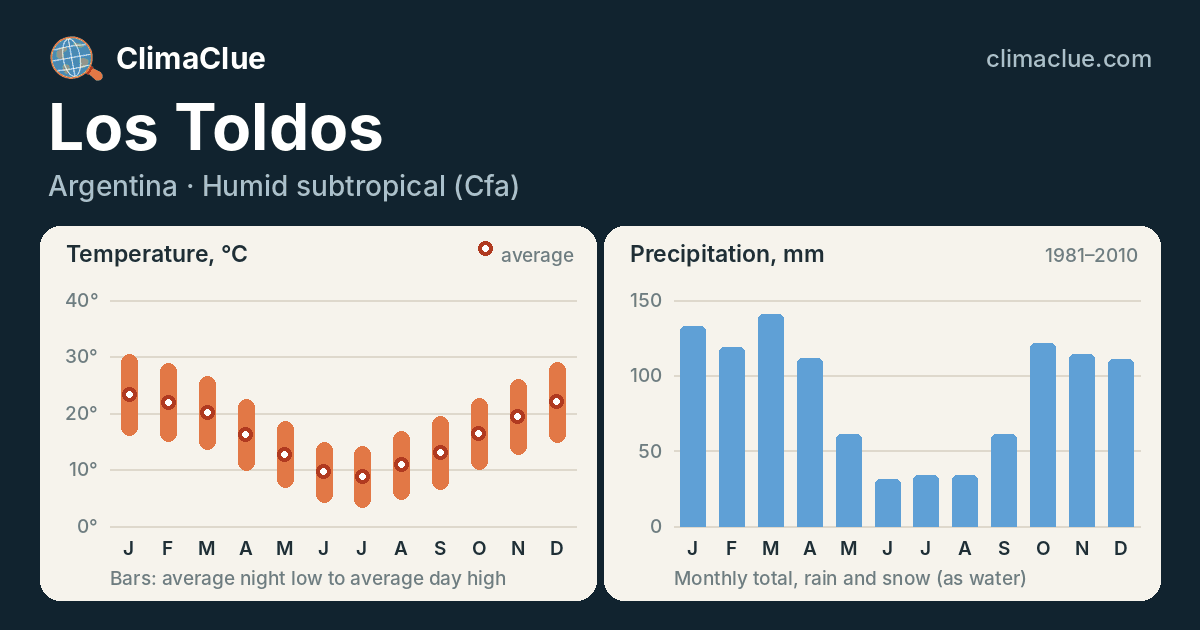 ClimaClue
climaclue.com
Los Toldos
Argentina · Humid subtropical (Cfa)
Temperature, °C
average
40°
30°
20°
10°
0°
J F M A M J J A S O N D
Bars: average night low to average day high
Precipitation, mm
1981–2010
150
100
50
0
J F M A M J J A S O N D
Monthly total, rain and snow (as water)